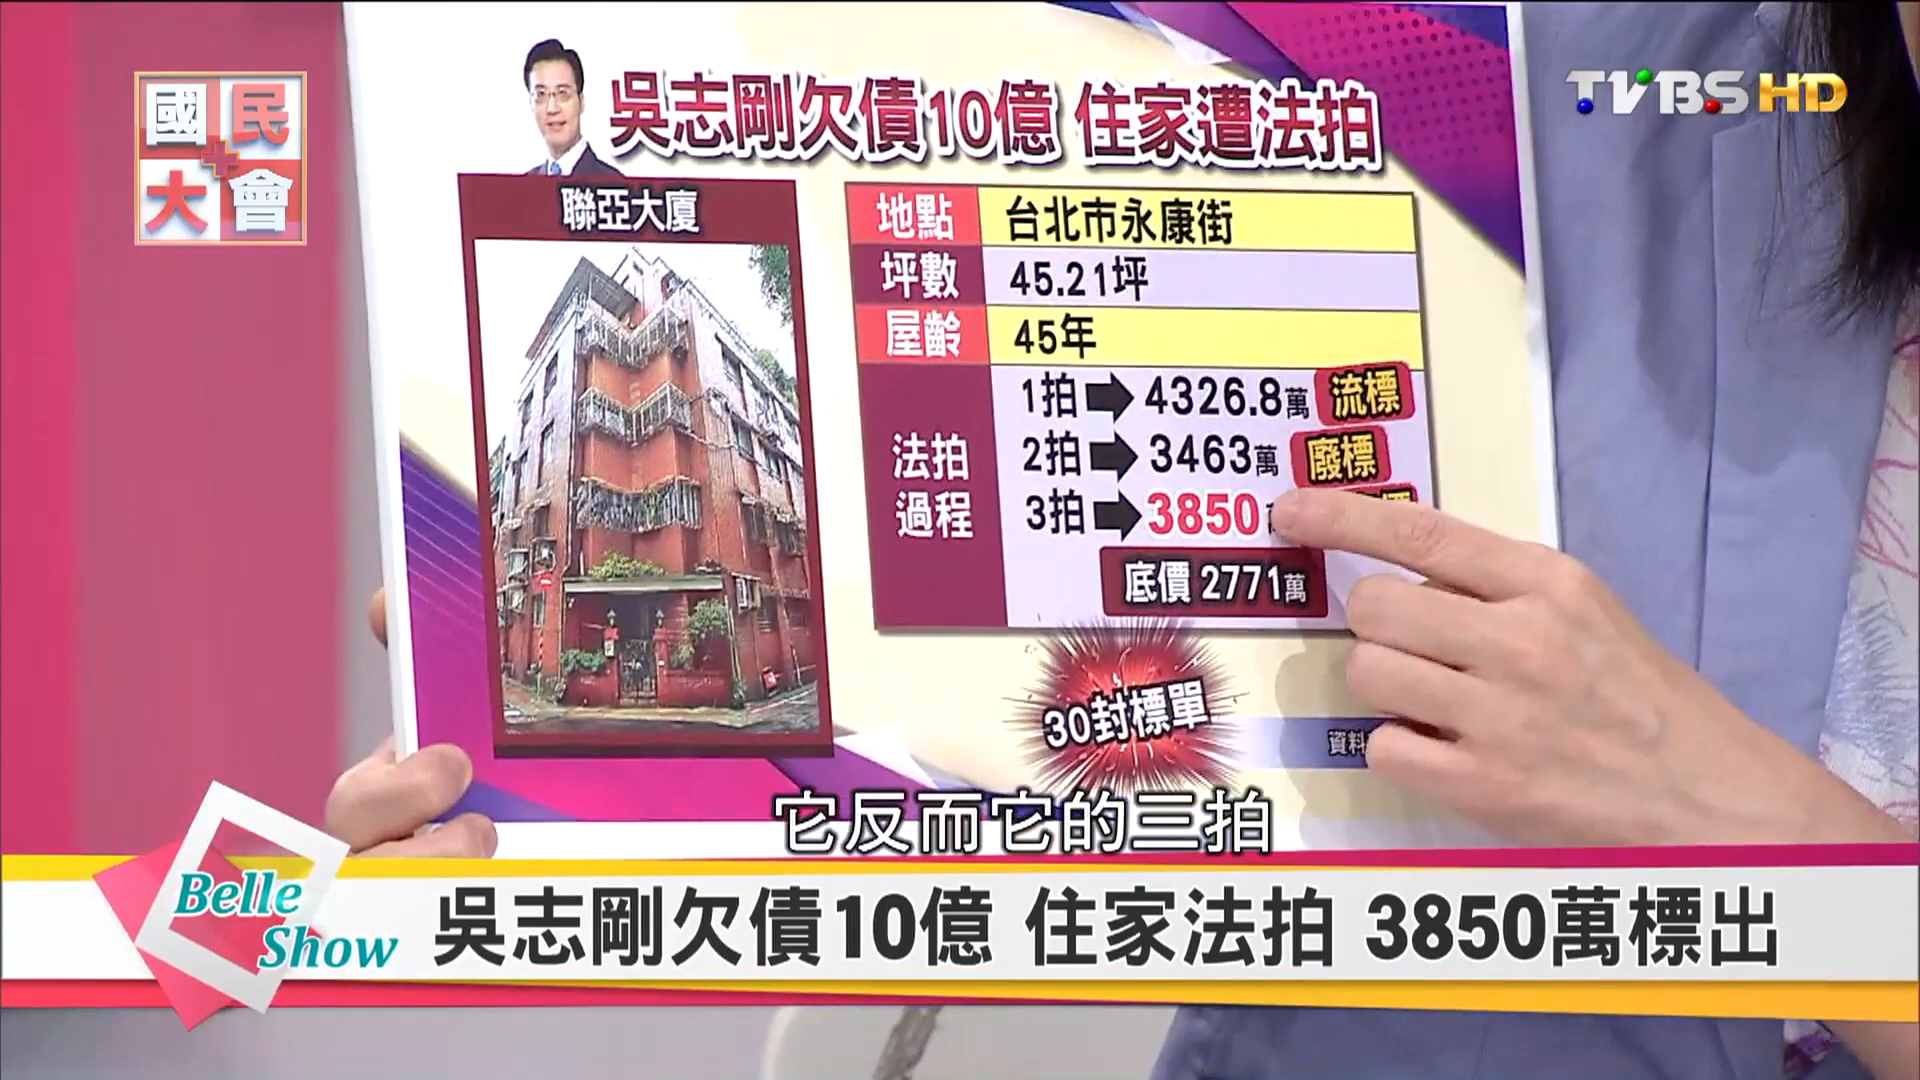 國民大會
TVBS HD
吳志剛欠債10億 住家遭法拍
聯亞大廈
地點 台北市永康街
坪數 45.21坪
屋齡 45年
法拍過程
1拍 4326.8萬 流標
2拍 3463萬 廢標
3拍 3850
底價 2771萬
30封標單
資料
它反而它的三拍
Belle Show
吳志剛欠債10億 住家法拍 3850萬標出